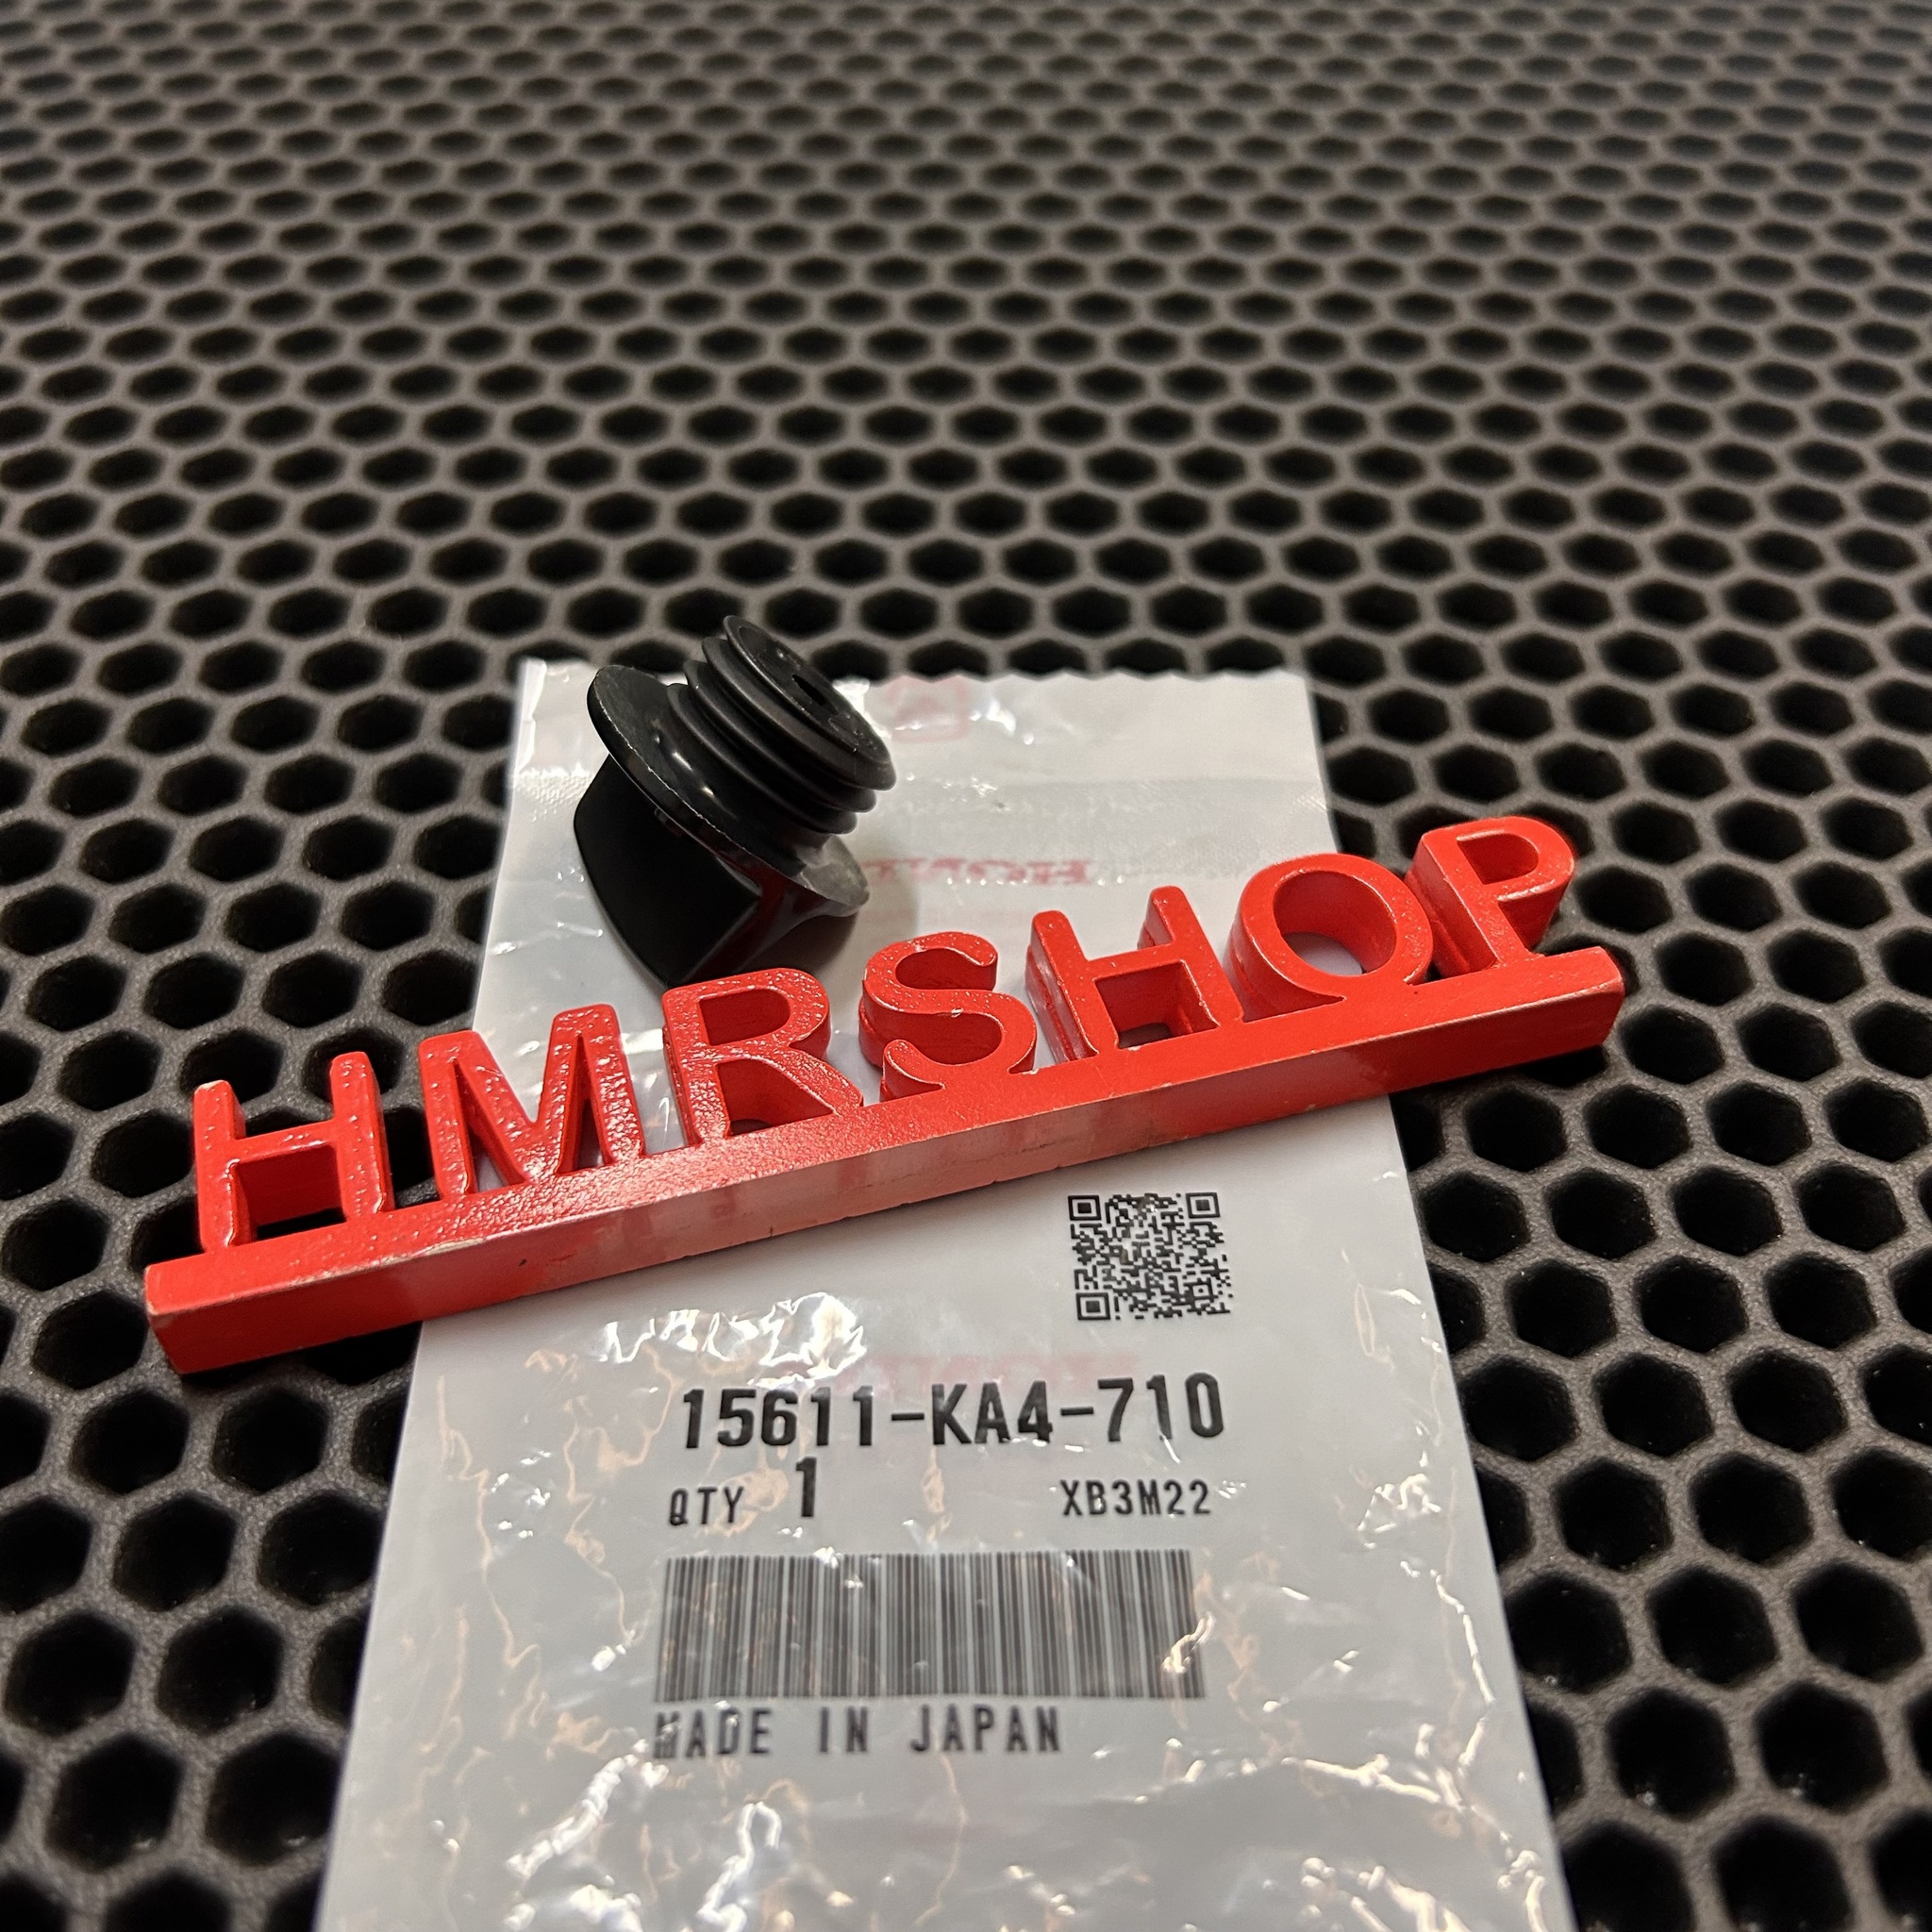 HMRSHOP
15611-KA4-710
QTY 1 XB3M22
MADE IN JAPAN